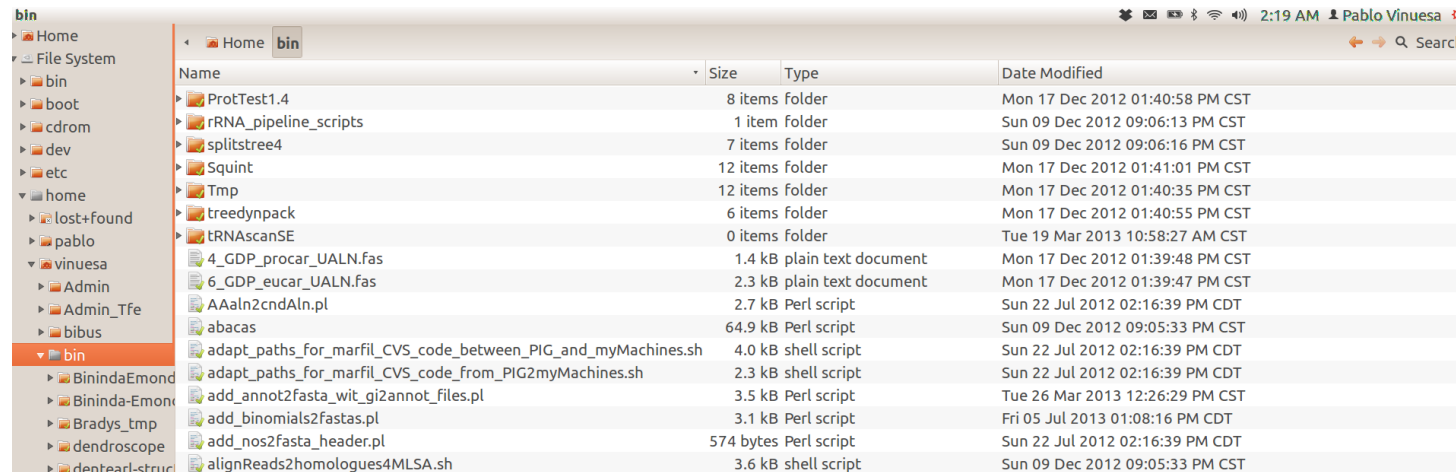 bin 2:19 AM Pablo Vinuesa
Home
File System
bin
boot
cdrom
dev
etc
home
lost+found
pablo
vinuesa
Admin
Admin_Tfe
bibus
bin
BinindaEmond
Bininda-Emon
Bradys_tmp
dendroscope
dentearl-struc
Home bin Searc
Name Size Type Date Modified
ProtTest1.4 8 items folder Mon 17 Dec 2012 01:40:58 PM CST
rRNA_pipeline_scripts 1 item folder Sun 09 Dec 2012 09:06:13 PM CST
splitstree4 7 items folder Sun 09 Dec 2012 09:06:16 PM CST
Squint 12 items folder Mon 17 Dec 2012 01:41:01 PM CST
Tmp 12 items folder Mon 17 Dec 2012 01:40:35 PM CST
treedynpack 6 items folder Mon 17 Dec 2012 01:40:55 PM CST
tRNAscanSE 0 items folder Tue 19 Mar 2013 10:58:27 AM CST
4_GDP_procar_UALN.fas 1.4 kB plain text document Mon 17 Dec 2012 01:39:48 PM CST
6_GDP_eucar_UALN.fas 2.3 kB plain text document Mon 17 Dec 2012 01:39:47 PM CST
AAaln2cndAln.pl 2.7 kB Perl script Sun 22 Jul 2012 02:16:39 PM CDT
abacas 64.9 kB Perl script Sun 09 Dec 2012 09:05:33 PM CST
adapt_paths_for_marfil_CVS_code_between_PIG_and_myMachines.sh 4.0 kB shell script Sun 22 Jul 2012 02:16:39 PM CDT
adapt_paths_for_marfil_CVS_code_from_PIG2myMachines.sh 2.3 kB shell script Sun 22 Jul 2012 02:16:39 PM CDT
add_annot2fasta_wit_gi2annot_files.pl 3.5 kB Perl script Tue 26 Mar 2013 12:26:29 PM CST
add_binomials2fastas.pl 3.1 kB Perl script Fri 05 Jul 2013 01:08:16 PM CDT
add_nos2fasta_header.pl 574 bytes Perl script Sun 22 Jul 2012 02:16:39 PM CDT
alignReads2homologues4MLSA.sh 3.6 kB shell script Sun 09 Dec 2012 09:05:33 PM CST